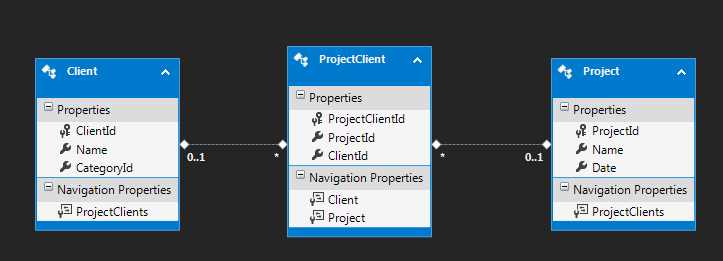 Client
Properties
ClientId
Name
CategoryId
Navigation Properties
ProjectClients
0..1
*
ProjectClient
Properties
ProjectClientId
ProjectId
ClientId
Navigation Properties
Client
Project
*
0..1
Project
Properties
ProjectId
Name
Date
Navigation Properties
ProjectClients